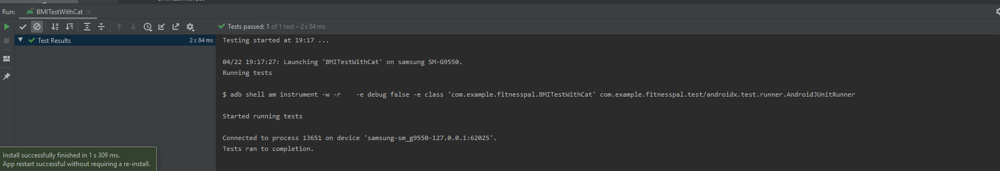 BMITestWithCat
Run: BMITestWithCat
Tests passed: 1 of 1 test – 2 s 84 ms
Test Results 2 s 84 ms
Testing started at 19:17 ...
04/22 19:17:27: Launching 'BMITestWithCat' on samsung SM-G9550.
Running tests
$ adb shell am instrument -w -r    -e debug false -e class 'com.example.fitnesspal.BMITestWithCat' com.example.fitnesspal.test/androidx.test.runner.AndroidJUnitRunner
Started running tests
Connected to process 13651 on device 'samsung-sm_g9550-127.0.0.1:62025'.
Tests ran to completion.
Install successfully finished in 1 s 309 ms.
App restart successful without requiring a re-install.